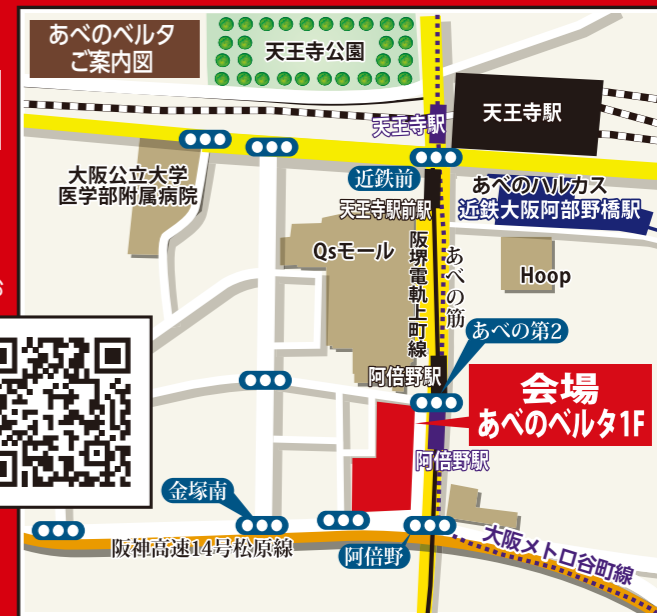 あべのベルタ
ご案内図
天王寺公園
天王寺駅
天王寺駅
近鉄前
大阪公立大学
医学部附属病院
天王寺駅前駅
あべのハルカス
近鉄大阪阿部野橋駅
Qsモール
阪堺電軌上町線
あべの筋
Hoop
あべの第2
阿倍野駅
会場
あべのベルタ1F
阿倍野駅
金塚南
阪神高速14号松原線
阿倍野
大阪メトロ谷町線